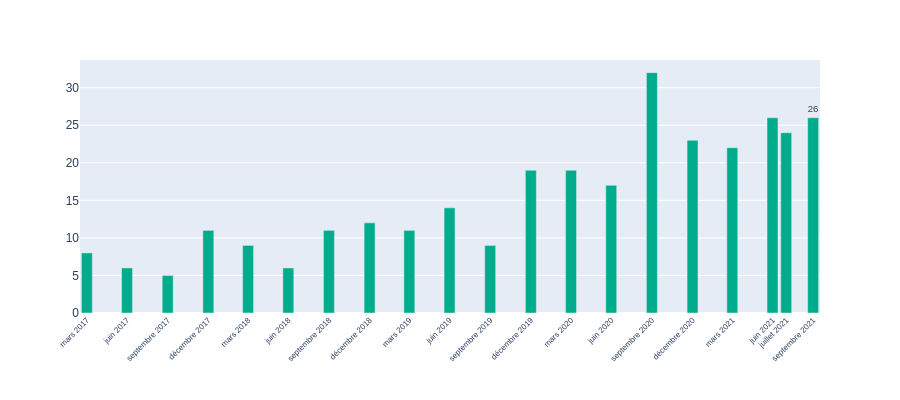 30
25
20
15
10
5
0
26
mars 2017
juin 2017
septembre 2017
décembre 2017
mars 2018
juin 2018
septembre 2018
décembre 2018
mars 2019
juin 2019
septembre 2019
décembre 2019
mars 2020
juin 2020
septembre 2020
décembre 2020
mars 2021
juin 2021
juillet 2021
septembre 2021